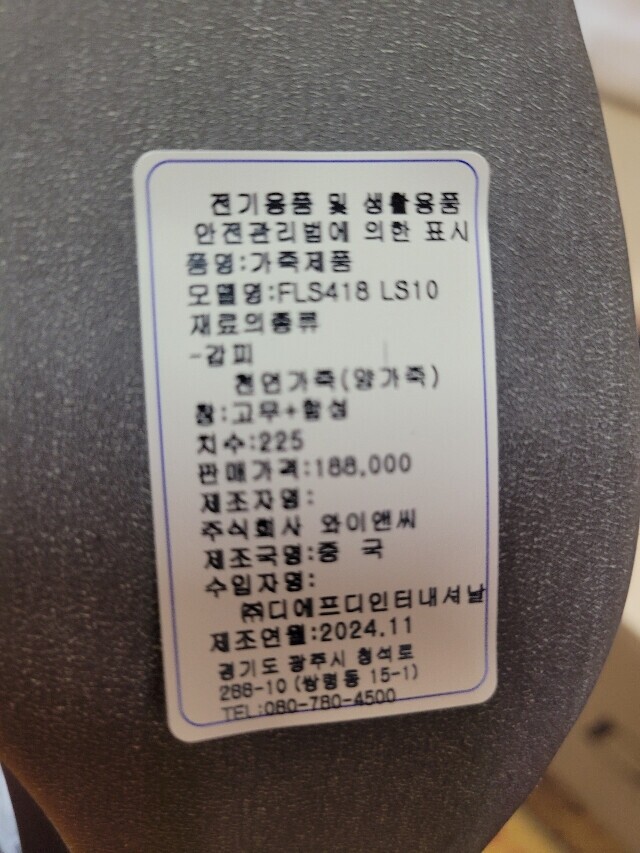 전기용품 및 생활용품
안전관리법에 의한 표시
품명:가죽제품
모델명:FLS418 LS10
재료의종류
-갑피
천연가죽(양가죽)
창:고무+합성
치수:225
판매가격:188,000
제조자명:
주식회사 와이앤씨
제조국명:중 국
수입자명:
㈜디에프디인터내셔날
제조연월:2024.11
경기도 광주시 청석로
288-10 (쌍령동 15-1)
TEL:080-780-4500